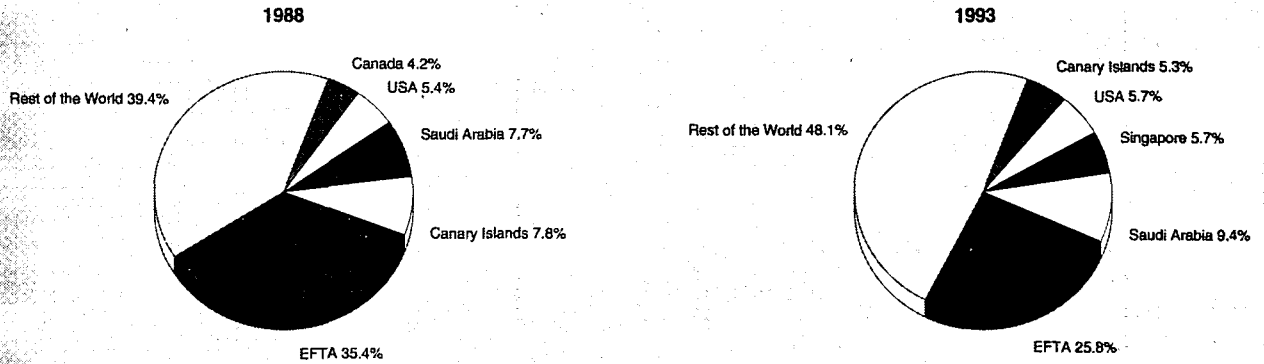 1988
Canada 4.2%
USA 5.4%
Rest of the World 39.4%
Saudi Arabia 7.7%
Canary Islands 7.8%
EFTA 35.4%
1993
Canary Islands 5.3%
USA 5.7%
Rest of the World 48.1%
Singapore 5.7%
Saudi Arabia 9.4%
EFTA 25.8%